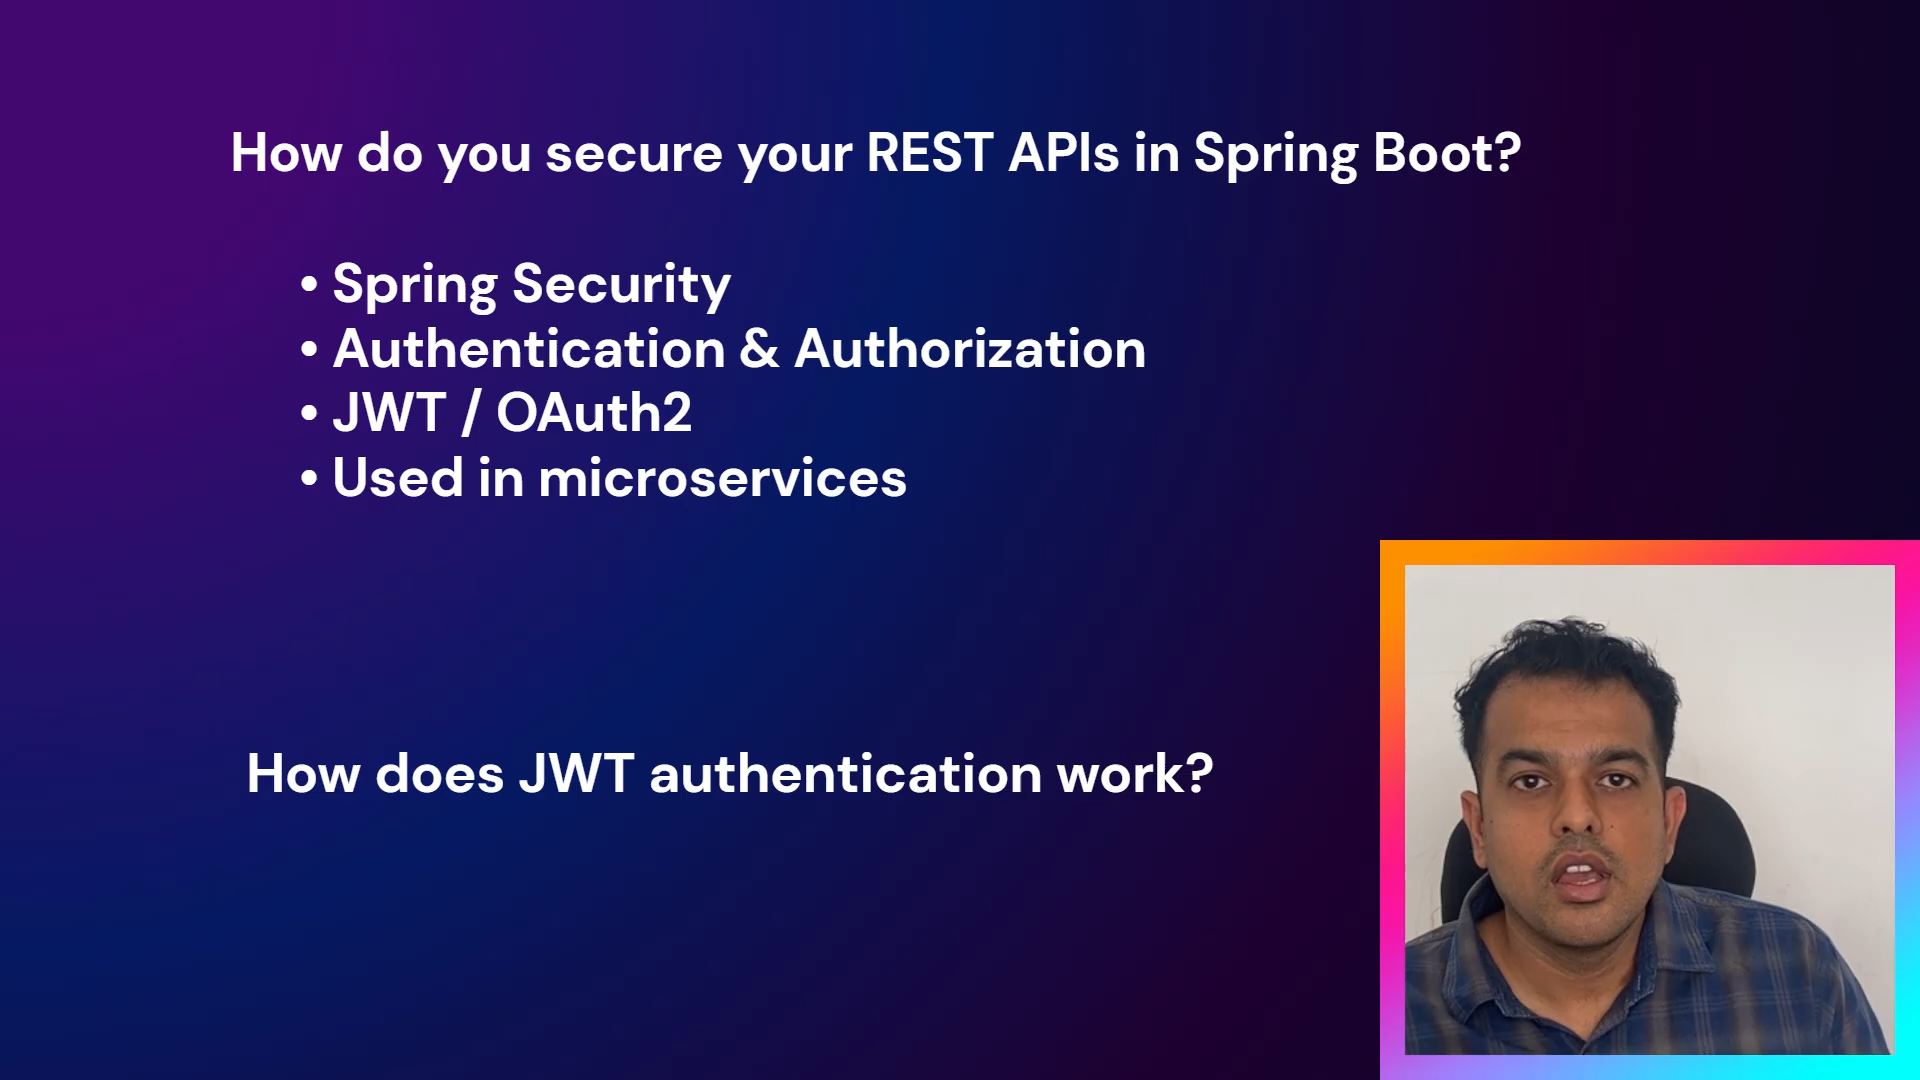 How do you secure your REST APIs in Spring Boot?
• Spring Security
• Authentication & Authorization
• JWT / OAuth2
• Used in microservices
How does JWT authentication work?